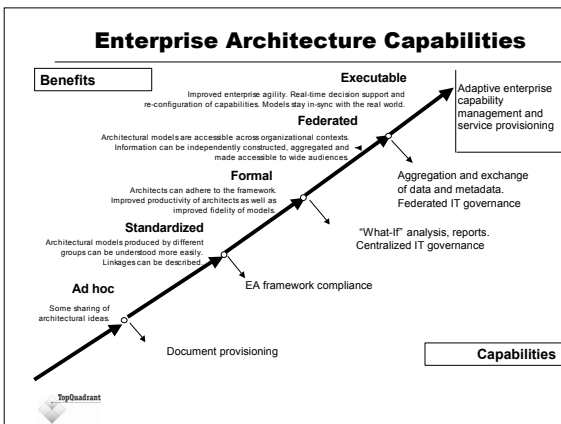 Enterprise Architecture Capabilities
Benefits
Executable
Improved enterprise agility. Real-time decision support and
re-configuration of capabilities. Models stay in-sync with the real world.
Adaptive enterprise
capability
management and
service provisioning
Federated
Architectural models are accessible across organizational contexts.
Information can be independently constructed, aggregated and
made accessible to wide audiences.
Aggregation and exchange
of data and metadata.
Federated IT governance
Formal
Architects can adhere to the framework.
Improved productivity of architects as well as
improved fidelity of models.
"What-If" analysis, reports.
Centralized IT governance
Standardized
Architectural models produced by different
groups can be understood more easily.
Linkages can be described.
EA framework compliance
Ad hoc
Some sharing of
architectural ideas.
Document provisioning
Capabilities
TopQuadrant